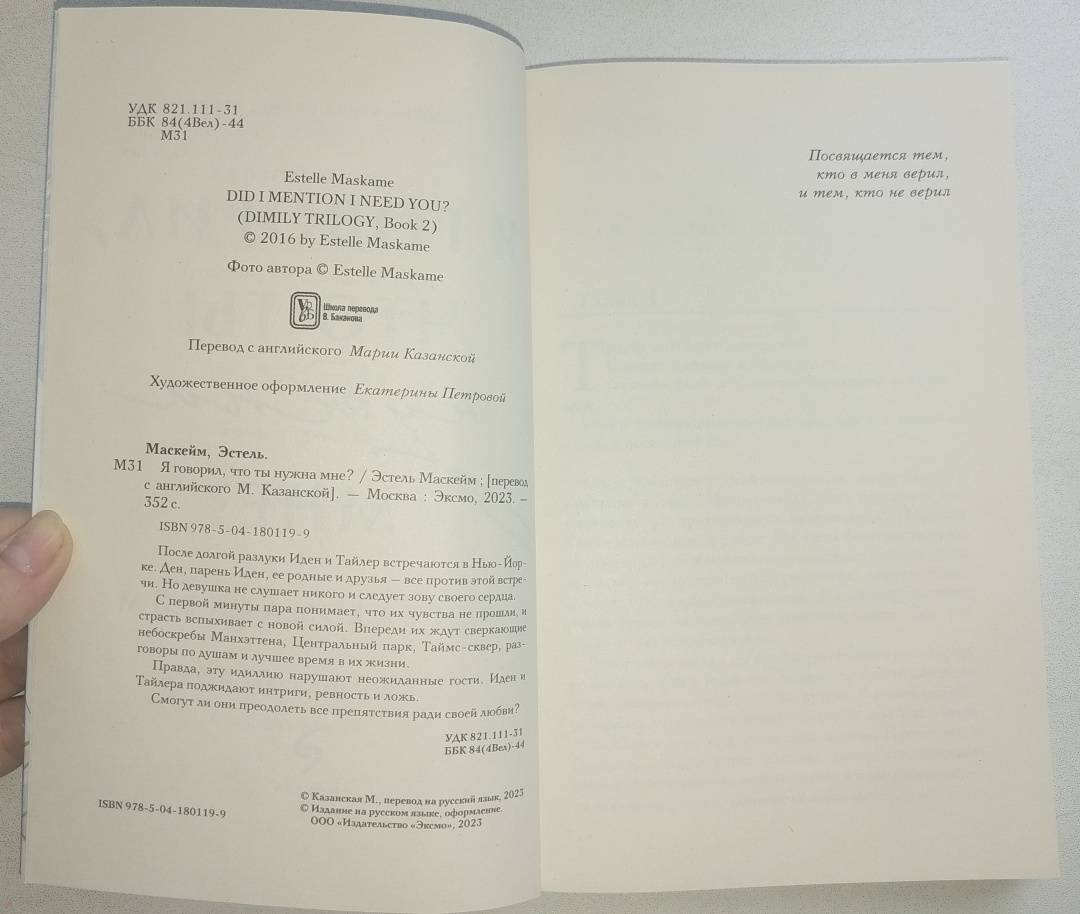 УДК 821.111-31
ББК 84(4Вел)-44
М31
Estelle Maskame
DID I MENTION I NEED YOU?
(DIMILY TRILOGY, Book 2)
© 2016 by Estelle Maskame
Фото автора © Estelle Maskame
Школа перевода
В. Баканова
Перевод с английского Марии Казанской
Художественное оформление Екатерины Петровой
Маскейм, Эстель.
М31 Я говорил, что ты нужна мне? / Эстель Маскейм ; [перевод
с английского М. Казанской]. — Москва : Эксмо, 2023. –
352 с.
ISBN 978-5-04-180119-9
После долгой разлуки Иден и Тайлер встречаются в Нью-Йор-
ке. Ден, парень Иден, ее родные и друзья — все против этой встре-
чи. Но девушка не слушает никого и следует зову своего сердца.
С первой минуты пара понимает, что их чувства не прошли, и
страсть вспыхивает с новой силой. Впереди их ждут сверкающие
небоскребы Манхэттена, Центральный парк, Таймс-сквер, раз-
говоры по душам и лучшее время в их жизни.
Правда, эту идиллию нарушают неожиданные гости. Иден и
Тайлера поджидают интриги, ревность и ложь.
Смогут ли они преодолеть все препятствия ради своей любви?
УДК 821.111-31
ББК 84(4Вел)-44
© Казанская М., перевод на русский язык, 2023
© Издание на русском языке, оформление.
ООО «Издательство «Эксмо», 2023
ISBN 978-5-04-180119-9
Посвящается тем,
кто в меня верил,
и тем, кто не верил